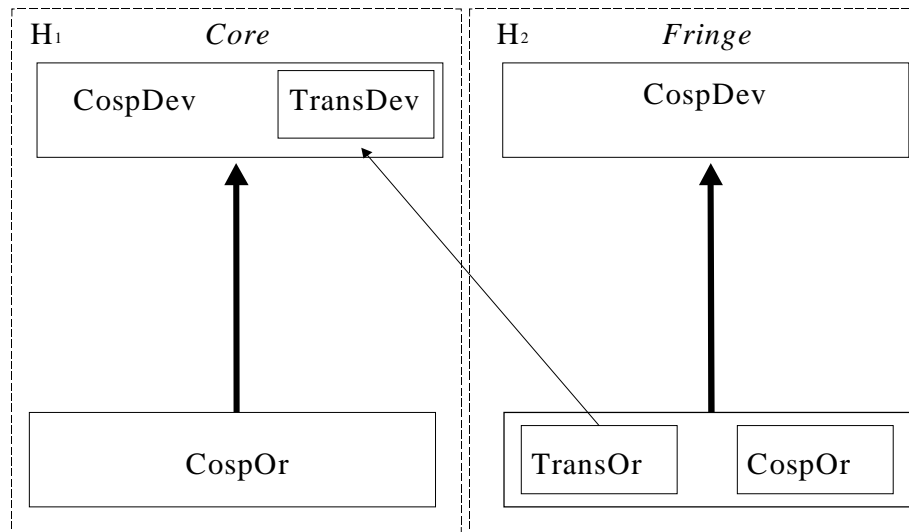 H1 Core
CospDev TransDev
CospOr
H2 Fringe
CospDev
TransOr CospOr